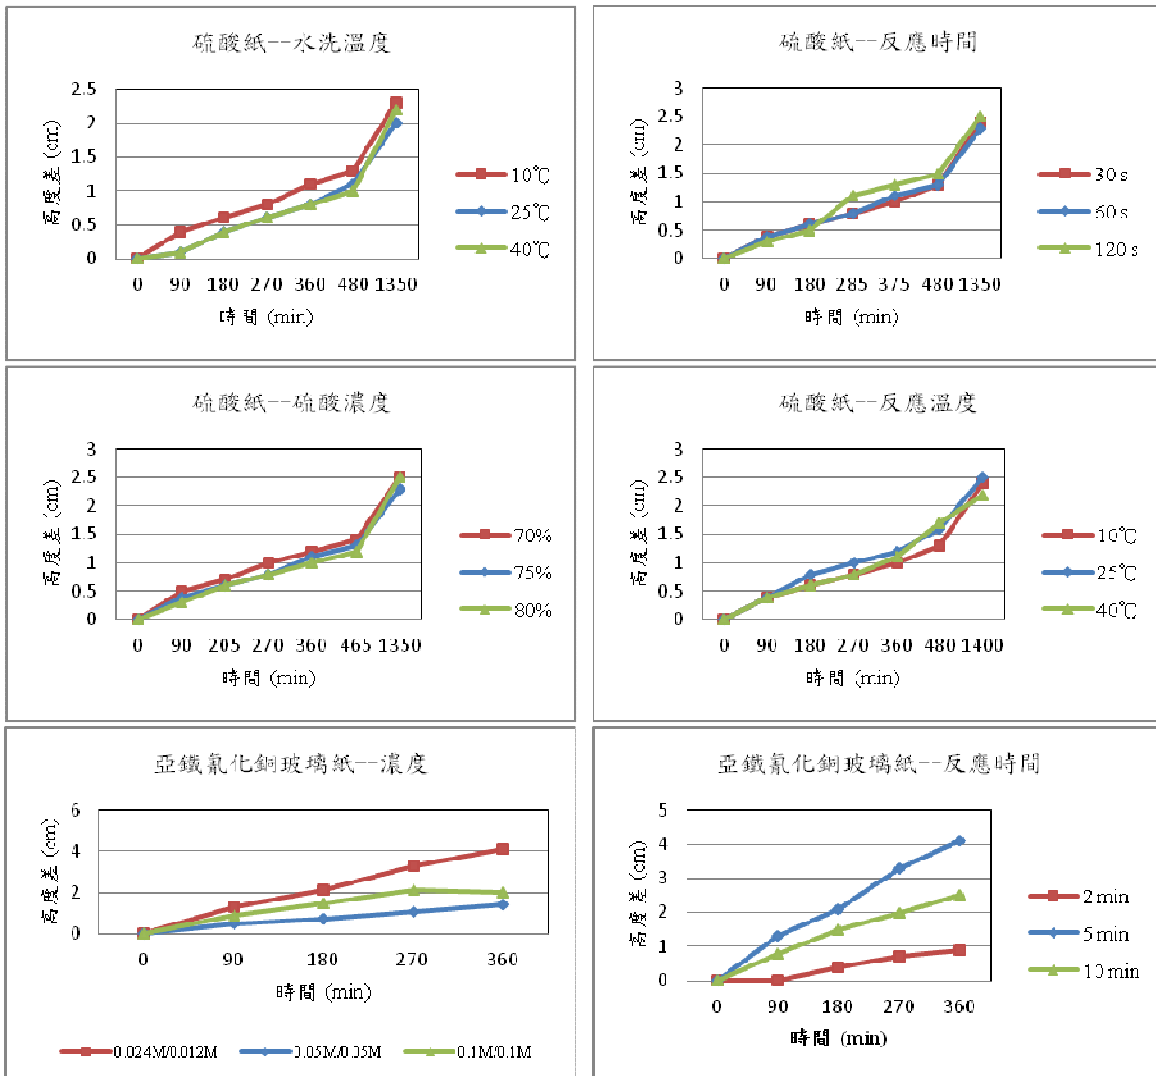 硫酸紙--水洗溫度
高度差 (cm)
2.5
2
1.5
1
0.5
0
0 90 180 270 360 480 1350
時間 (min)
10℃
25℃
40℃
硫酸紙--反應時間
高度差 (cm)
3
2.5
2
1.5
1
0.5
0
0 90 180 285 375 480 1350
時間 (min)
30 s
60 s
120 s
硫酸紙--硫酸濃度
高度差 (cm)
3
2.5
2
1.5
1
0.5
0
0 90 205 270 360 465 1350
時間 (min)
70%
75%
80%
硫酸紙--反應溫度
高度差 (cm)
3
2.5
2
1.5
1
0.5
0
0 90 180 270 360 480 1400
時間 (min)
10℃
25℃
40℃
亞鐵氰化銅玻璃紙--濃度
高度差 (cm)
6
4
2
0
0 90 180 270 360
時間 (min)
0.024M/0.012M 0.05M/0.05M 0.1M/0.1M
亞鐵氰化銅玻璃紙--反應時間
高度差 (cm)
5
4
3
2
1
0
0 90 180 270 360
時間 (min)
2 min
5 min
10 min